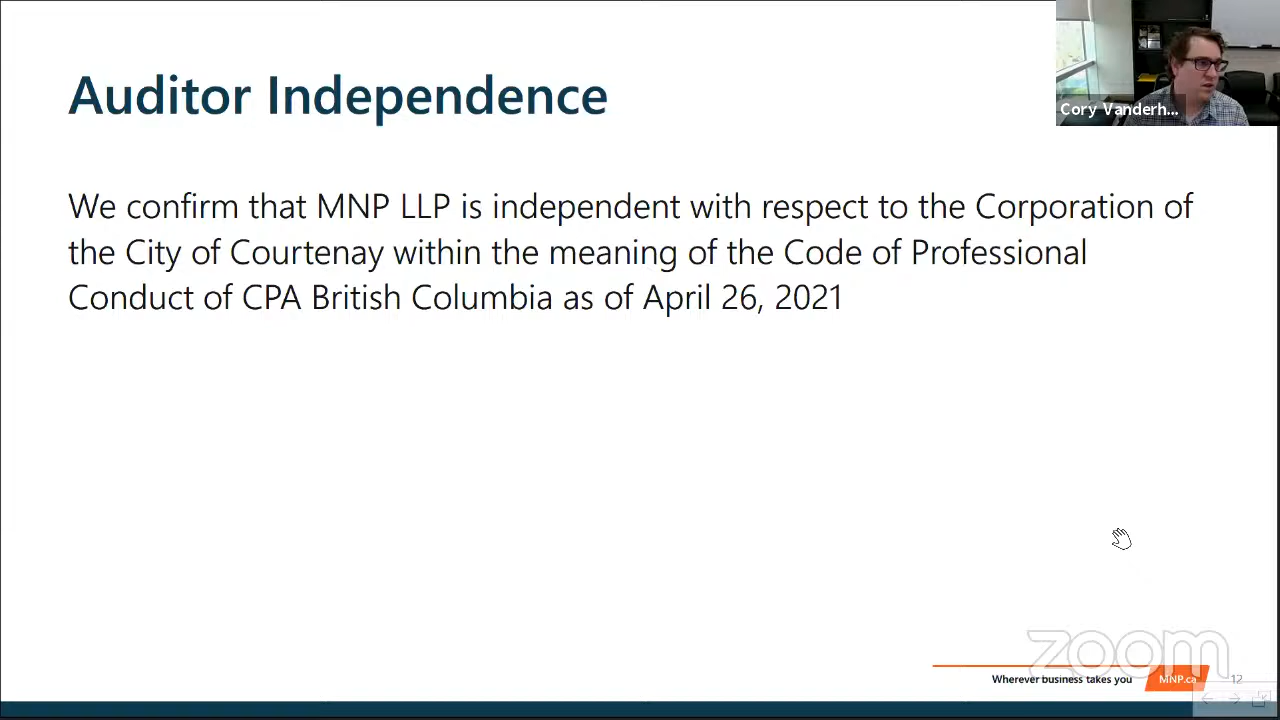 Auditor Independence
Cory Vanderh...
We confirm that MNP LLP is independent with respect to the Corporation of
the City of Courtenay within the meaning of the Code of Professional
Conduct of CPA British Columbia as of April 26, 2021
zoom
Wherever business takes you
MNP.ca
12